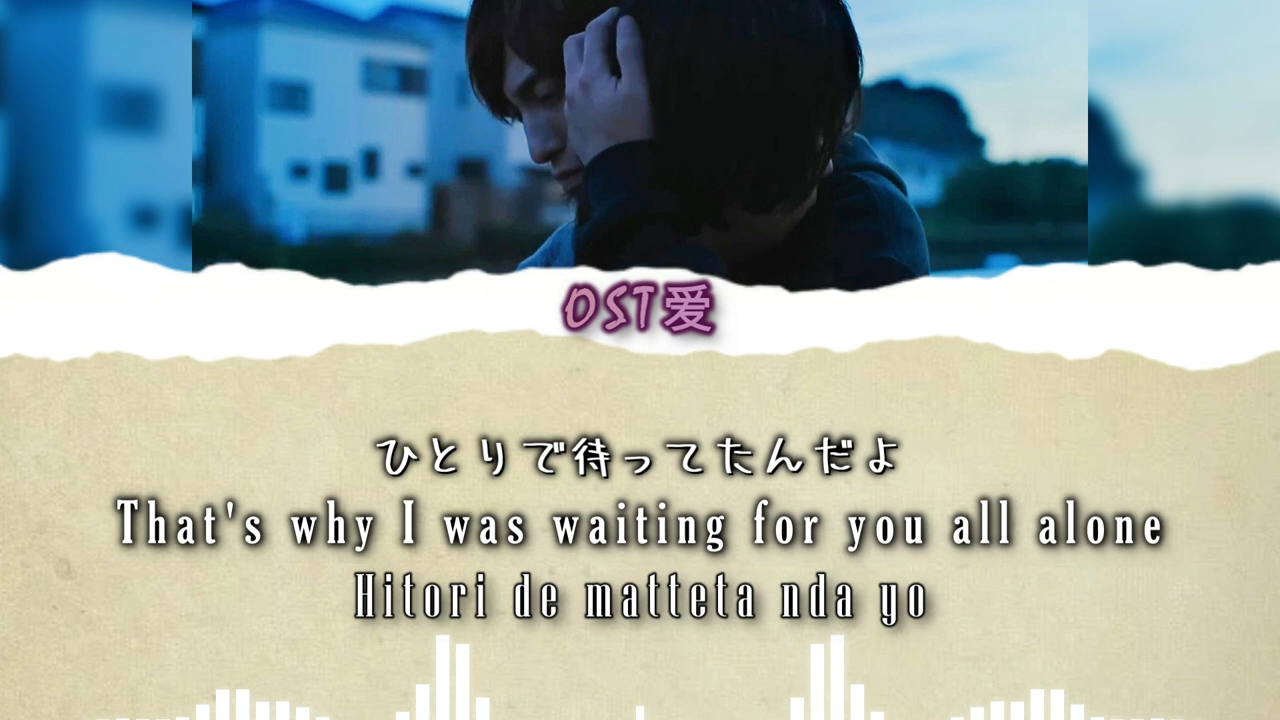 OST爱
ひとりで待ってたんだよ
That's why I was waiting for you all alone
Hitori de matteta nda yo